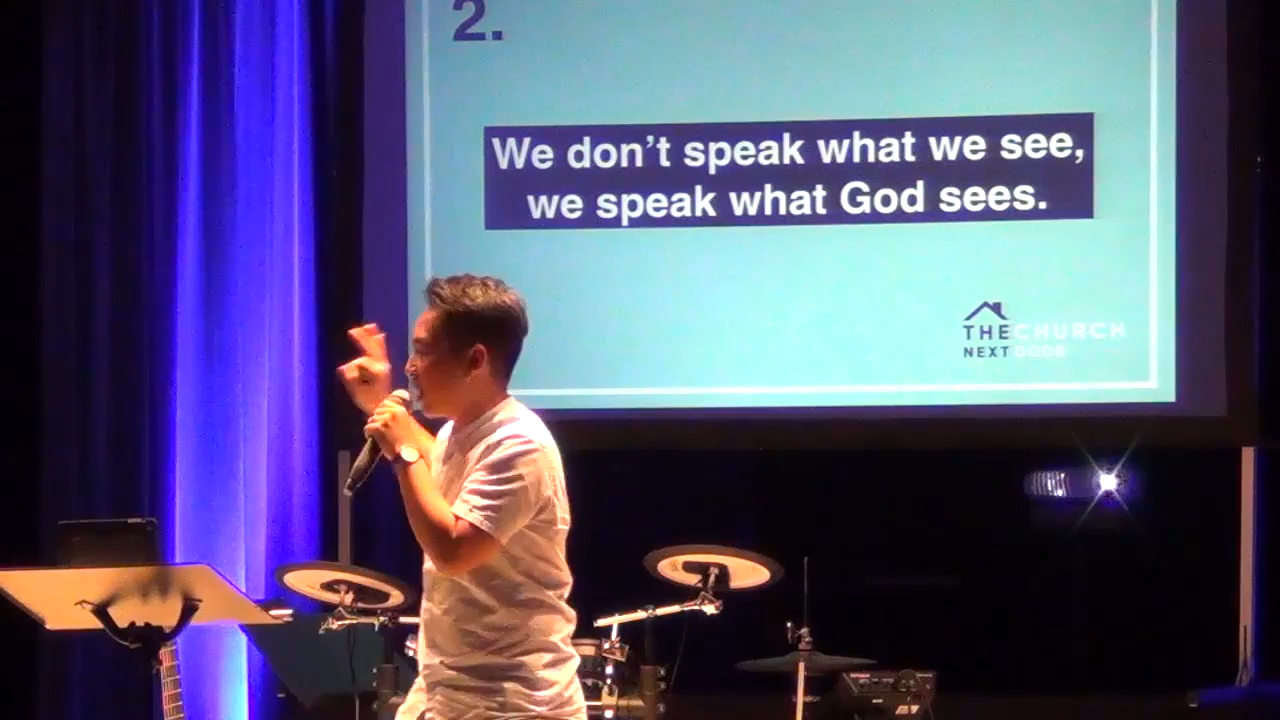 2.
We don't speak what we see,
we speak what God sees.
THE CHURCH
NEXT DOOR